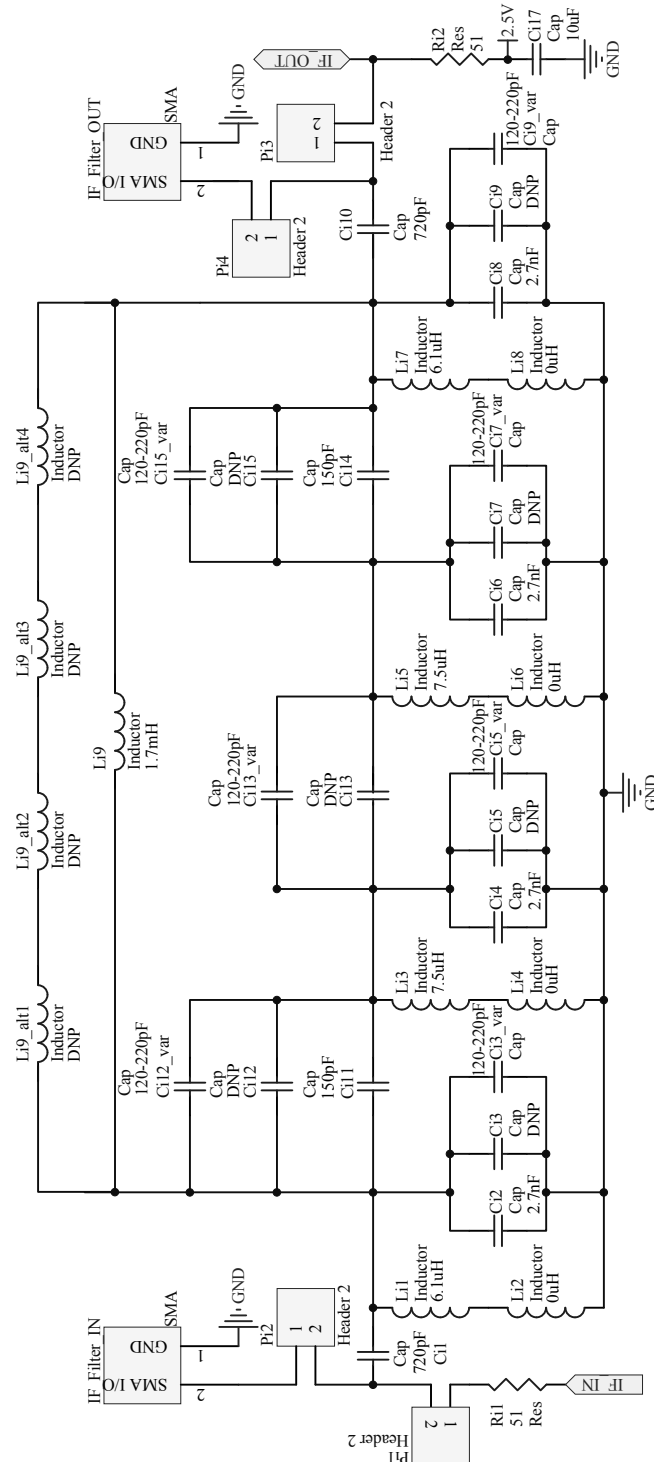 IF_Filter_IN
SMA
SMA I/O
GND
2
1
GND
Pi2
1
2
Header 2
Pi1
Header 2
2
1
Ri1
51
Res
IF_IN
Cap
720pF
Ci1
Li1
Inductor
6.1uH
Li2
Inductor
0uH
Ci2
Cap
2.7nF
Ci3
Cap
DNP
120-220pF
Ci3_var
Cap
Cap
120-220pF
Ci12_var
Cap
DNP
Ci12
Cap
150pF
Ci11
Li9_alt1
Inductor
DNP
Li9_alt2
Inductor
DNP
Li9_alt3
Inductor
DNP
Li9_alt4
Inductor
DNP
Li9
Inductor
1.7mH
Li3
Inductor
7.5uH
Li4
Inductor
0uH
Ci4
Cap
2.7nF
Ci5
Cap
DNP
120-220pF
Ci5_var
Cap
Cap
120-220pF
Ci13_var
Cap
DNP
Ci13
GND
Li5
Inductor
7.5uH
Li6
Inductor
0uH
Ci6
Cap
2.7nF
Ci7
Cap
DNP
120-220pF
Ci7_var
Cap
Cap
120-220pF
Ci15_var
Cap
DNP
Ci15
Cap
150pF
Ci14
Li7
Inductor
6.1uH
Li8
Inductor
0uH
Ci8
Cap
2.7nF
Ci9
Cap
DNP
120-220pF
Ci9_var
Cap
Ci10
Cap
720pF
IF_Filter_OUT
SMA
SMA I/O
GND
2
1
GND
Pi4
2
1
Header 2
Pi3
1
2
Header 2
IF_OUT
Ri2
Res
51
2.5V
Ci17
Cap
10uF
GND